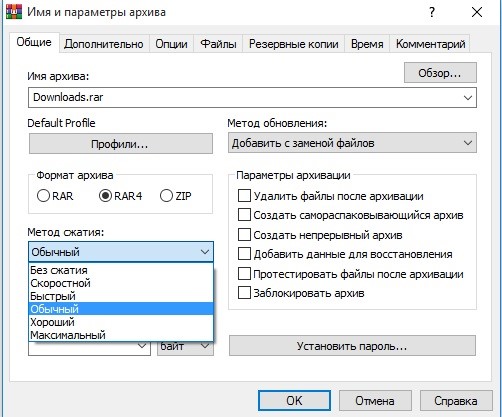 Имя и параметры архива
? X
Общие Дополнительно Опции Файлы Резервные копии Время Комментарий
Имя архива:
Обзор...
Downloads.rar
Default Profile
Профили...
Метод обновления:
Добавить с заменой файлов
Формат архива
RAR RAR4 ZIP
Метод сжатия:
Обычный
Без сжатия
Скоростной
Быстрый
Обычный
Хороший
Максимальный
байт
Параметры архивации
Удалить файлы после архивации
Создать самораспаковывающийся архив
Создать непрерывный архив
Добавить данные для восстановления
Протестировать файлы после архивации
Заблокировать архив
Установить пароль...
OK Отмена Справка